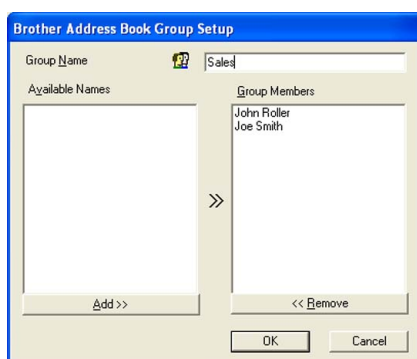 Brother Address Book Group Setup
Group Name
Sales
Available Names
Group Members
John Roller
Joe Smith
>>
Add >>
<< Remove
OK
Cancel